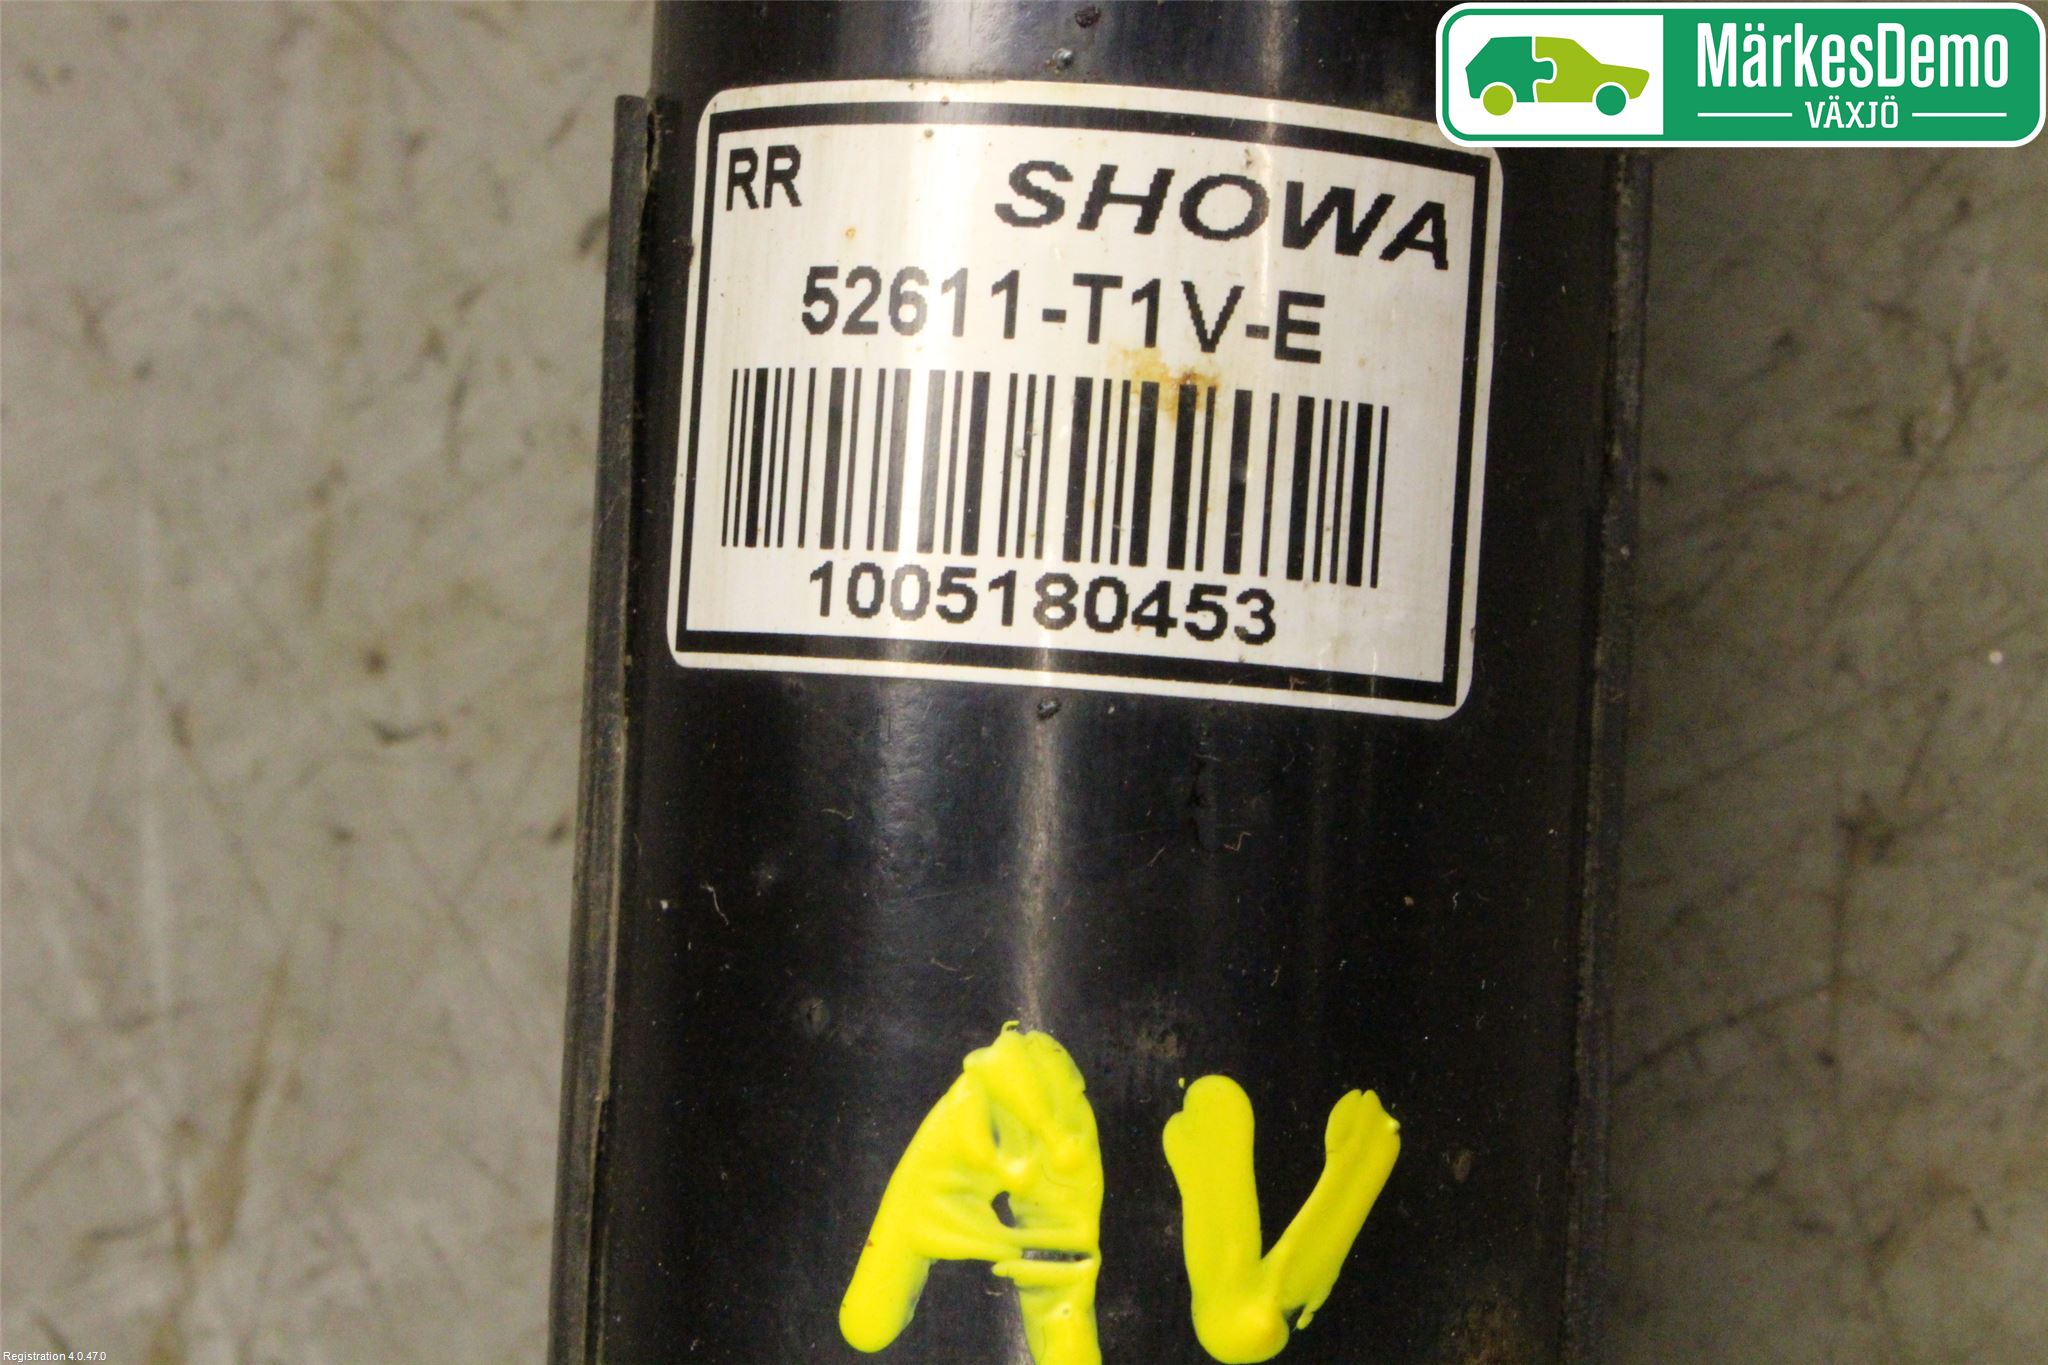 MärkesDemo
VÄXJÖ
RR SHOWA
52611-T1V-E
1005180453
AV
Registration 4.0.47.0